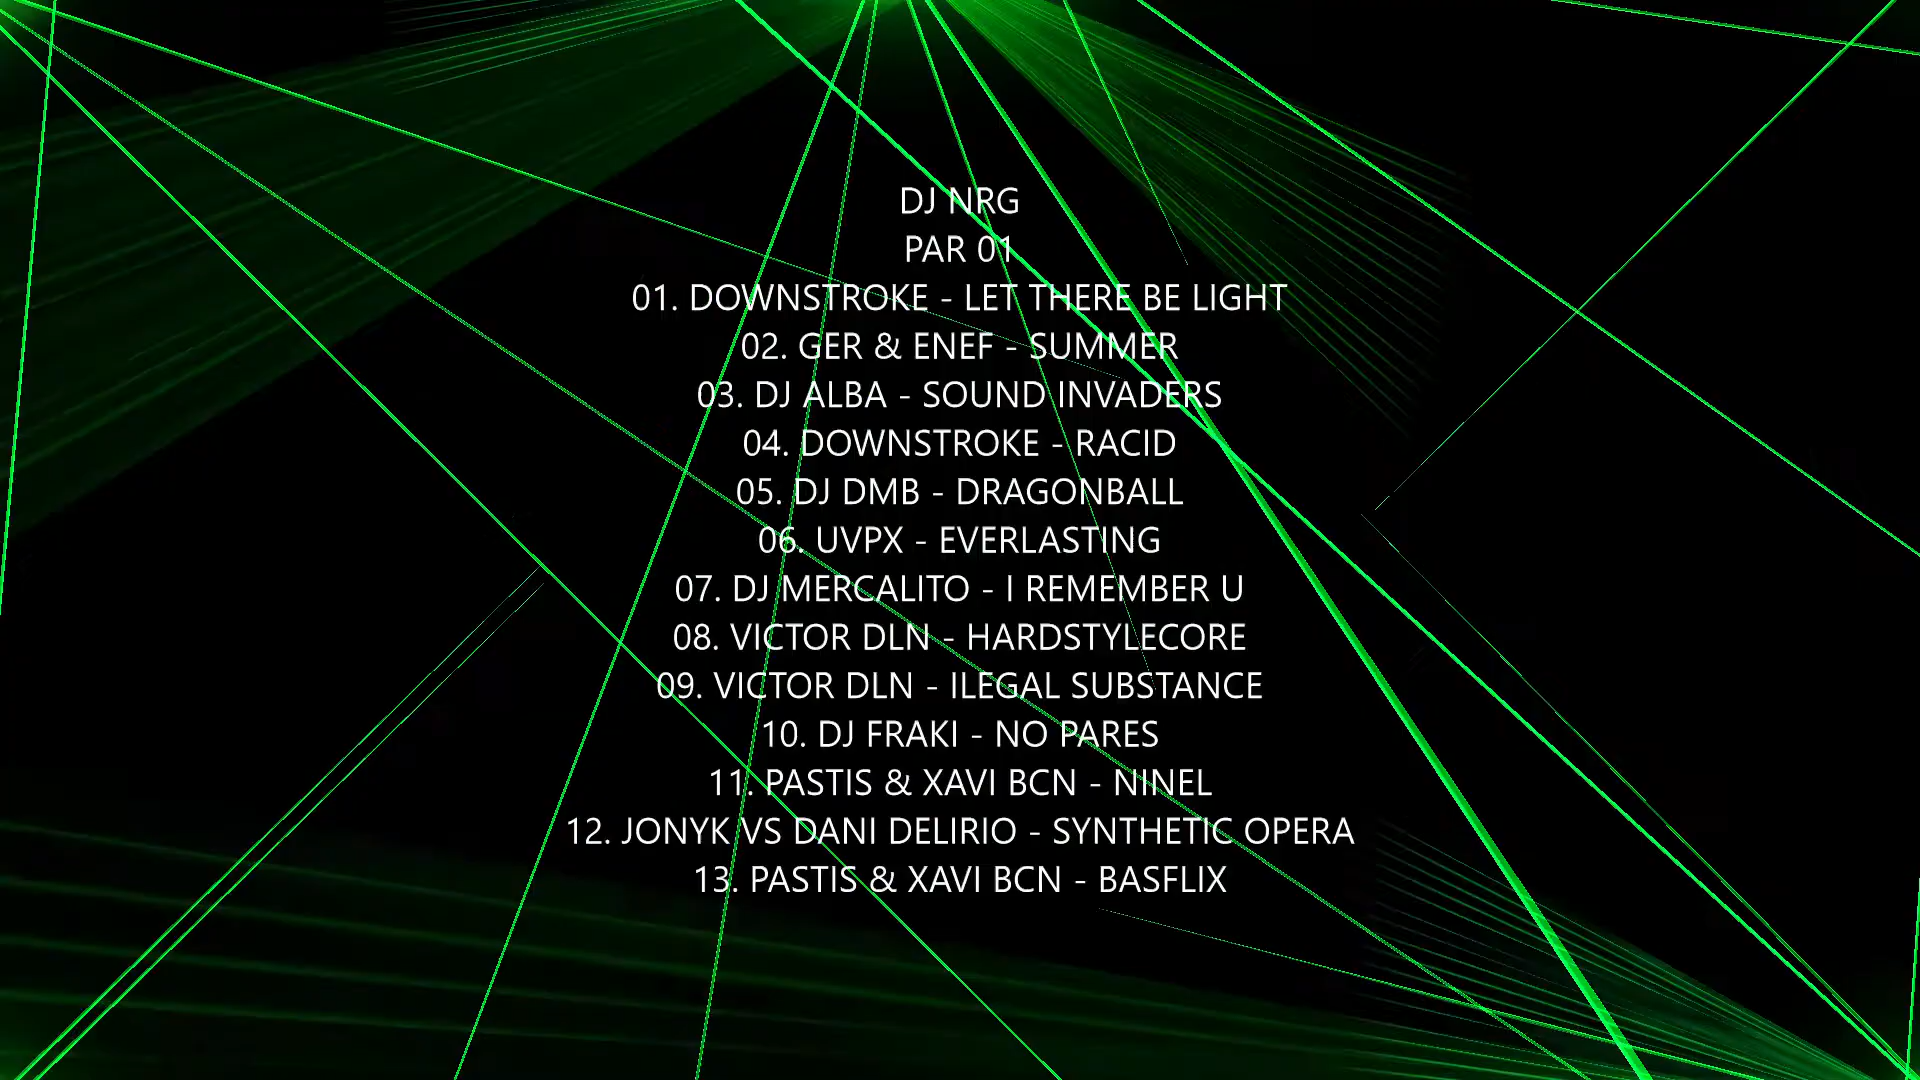 DJ NRG
PAR 01
01. DOWNSTROKE - LET THERE BE LIGHT
02. GER & ENEF - SUMMER
03. DJ ALBA - SOUND INVADERS
04. DOWNSTROKE - RACID
05. DJ DMB - DRAGONBALL
06. UVPX - EVERLASTING
07. DJ MERCALITO - I REMEMBER U
08. VICTOR DLN - HARDSTYLECORE
09. VICTOR DLN - ILEGAL SUBSTANCE
10. DJ FRAKI - NO PARES
11. PASTIS & XAVI BCN - NINEL
12. JONYK VS DANI DELIRIO - SYNTHETIC OPERA
13. PASTIS & XAVI BCN - BASFLIX